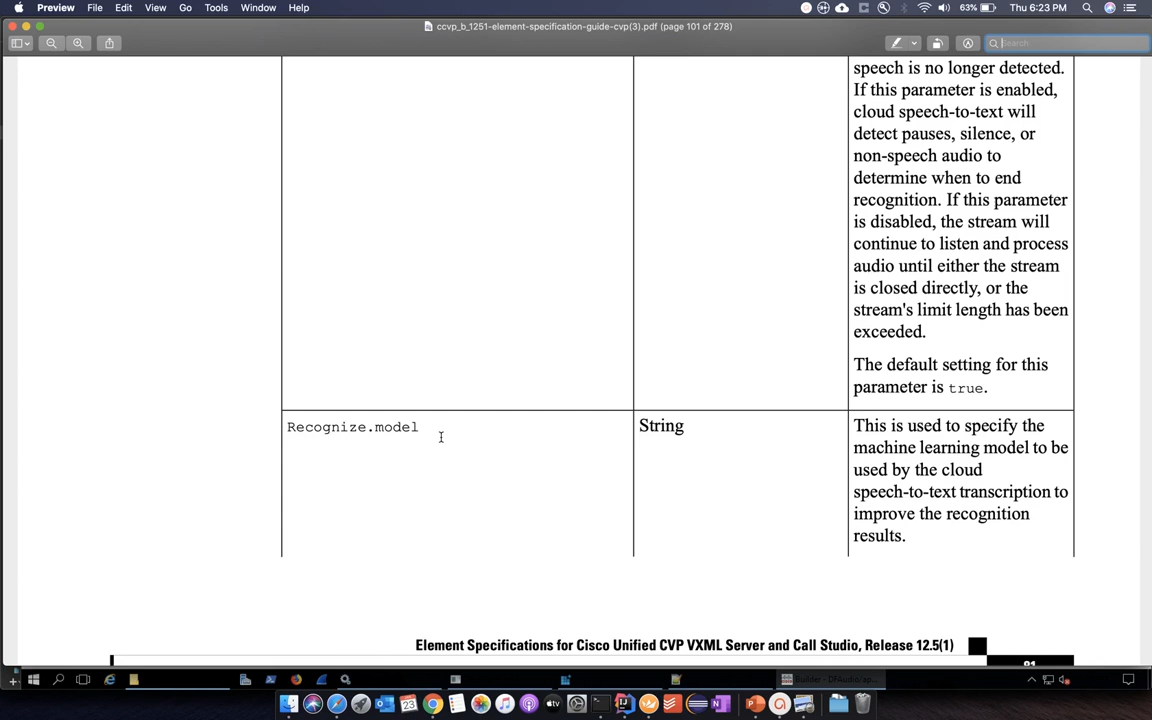 Preview File Edit View Go Tools Window Help
63% Thu 6:23 PM
ccvp_b_1251-element-specification-guide-cvp(3).pdf (page 101 of 278)
Search
speech is no longer detected.
If this parameter is enabled,
cloud speech-to-text will
detect pauses, silence, or
non-speech audio to
determine when to end
recognition. If this parameter
is disabled, the stream will
continue to listen and process
audio until either the stream
is closed directly, or the
stream's limit length has been
exceeded.
The default setting for this
parameter is true.
Recognize.model
String
This is used to specify the
machine learning model to be
used by the cloud
speech-to-text transcription to
improve the recognition
results.
Element Specifications for Cisco Unified CVP VXML Server and Call Studio, Release 12.5(1)
81